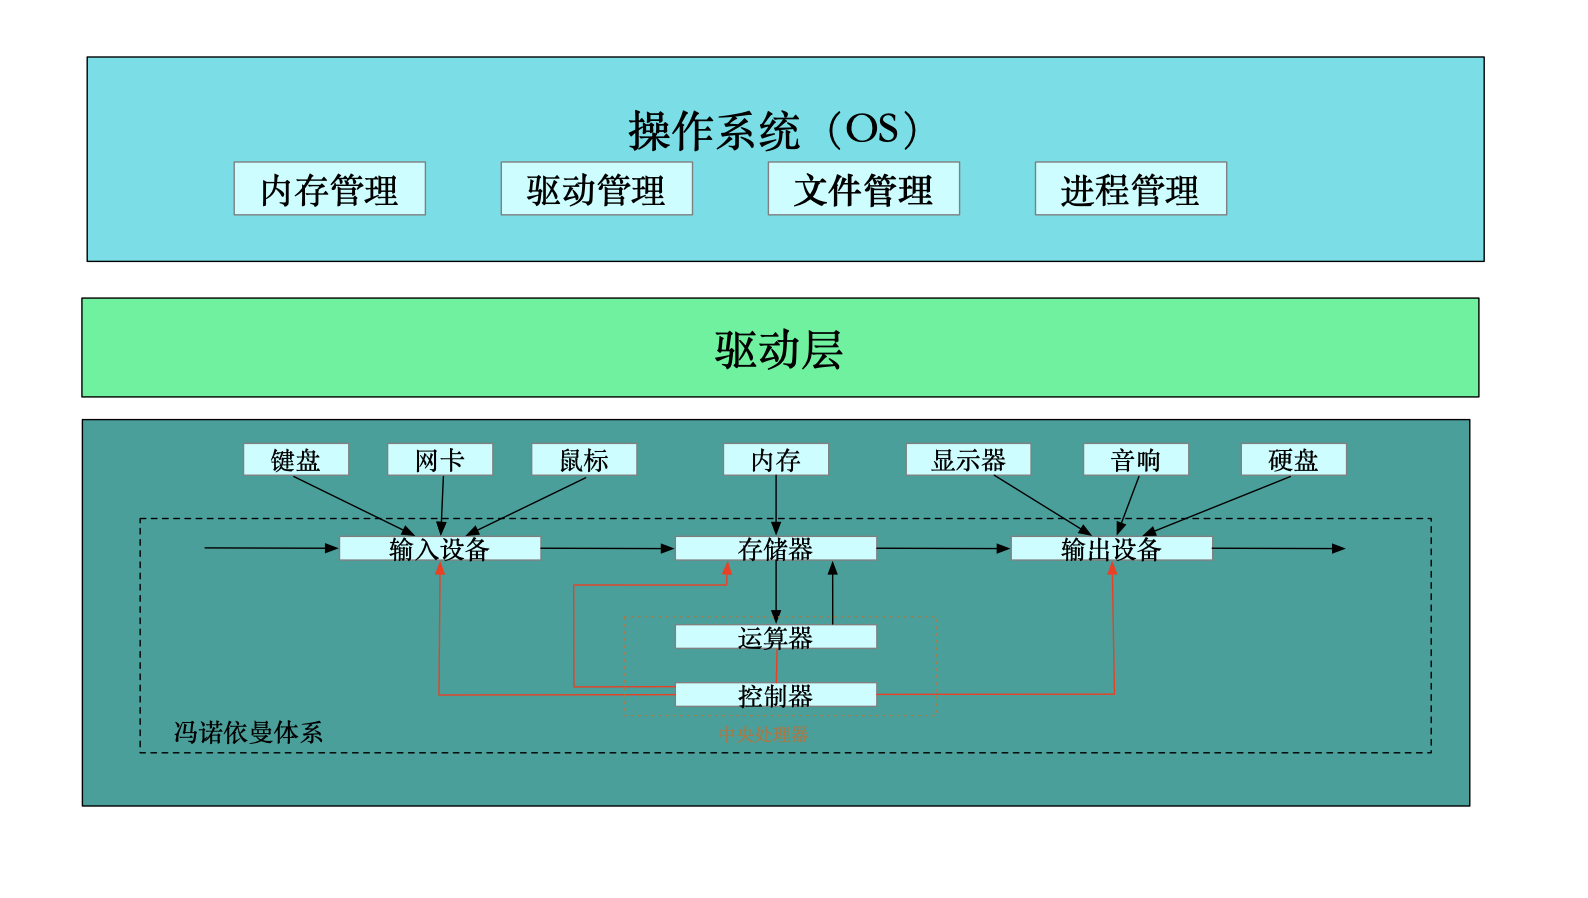 操作系统（OS）
内存管理
驱动管理
文件管理
进程管理
驱动层
键盘
网卡
鼠标
内存
显示器
音响
硬盘
输入设备
存储器
输出设备
运算器
控制器
冯诺依曼体系
中央处理器